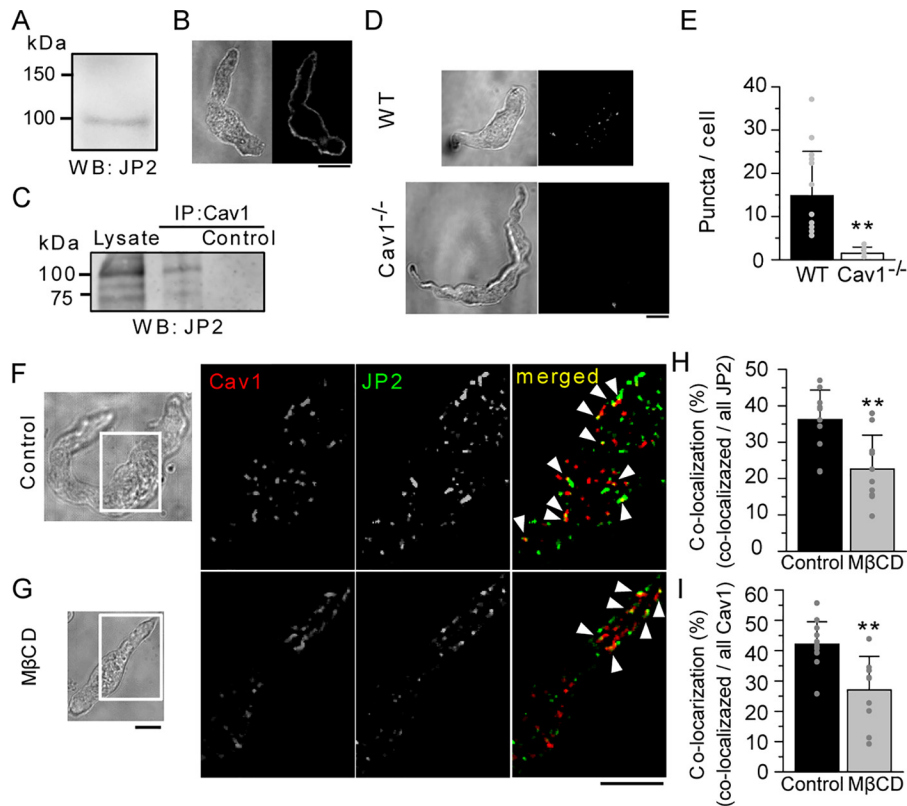 A
kDa
150
100
WB: JP2
B
C
IP:Cav1
Lysate
Control
kDa
100
75
WB: JP2
D
WT
Cav1-/-
E
Puncta / cell
40
30
20
10
0
**
WT
Cav1-/-
F
Control
Cav1
JP2
merged
G
MβCD
H
Co-localization (%)
(co-localizazed / all JP2)
50
40
30
20
10
0
**
Control
MβCD
I
Co-locarization (%)
(co-localizazed / all Cav1)
60
50
40
30
20
10
0
**
Control
MβCD